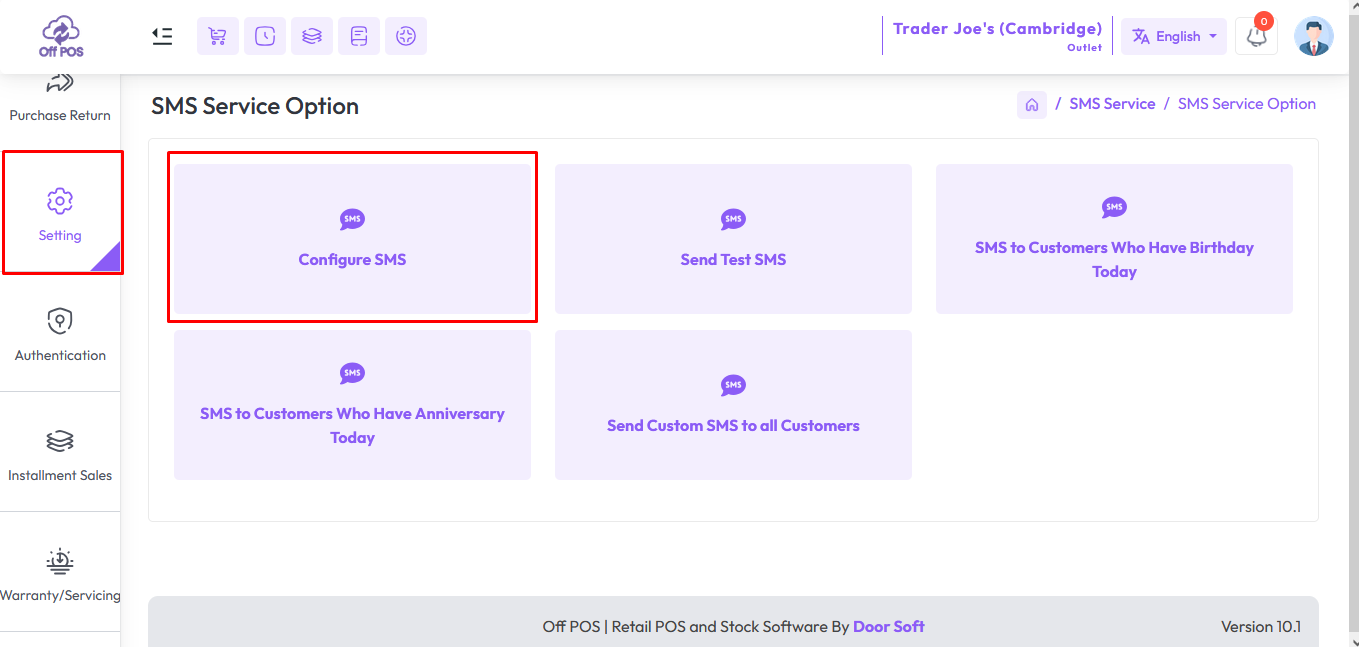 Off POS
Trader Joe's (Cambridge)
Outlet
English
0
Purchase Return
Setting
Authentication
Installment Sales
Warranty/Servicing
SMS Service Option
/ SMS Service / SMS Service Option
SMS
Configure SMS
SMS
Send Test SMS
SMS
SMS to Customers Who Have Birthday
Today
SMS
SMS to Customers Who Have Anniversary
Today
SMS
Send Custom SMS to all Customers
Off POS | Retail POS and Stock Software By Door Soft
Version 10.1